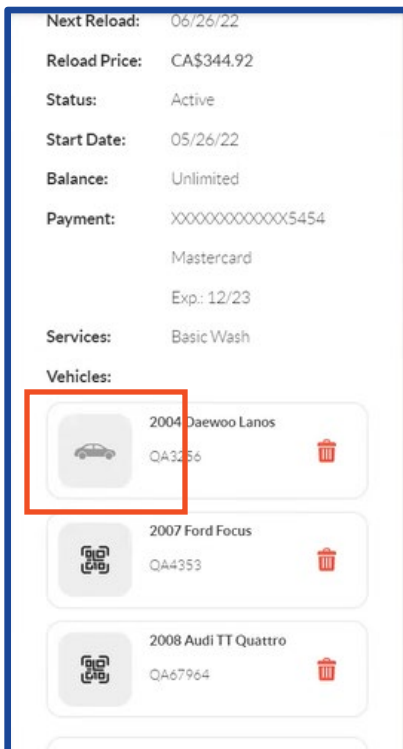 Next Reload: 06/26/22
Reload Price: CA$344.92
Status: Active
Start Date: 05/26/22
Balance: Unlimited
Payment: XXXXXXXXXXXX5454
Mastercard
Exp.: 12/23
Services: Basic Wash
Vehicles:
2004 Daewoo Lanos
QA3256
2007 Ford Focus
QA4353
2008 Audi TT Quattro
QA67964